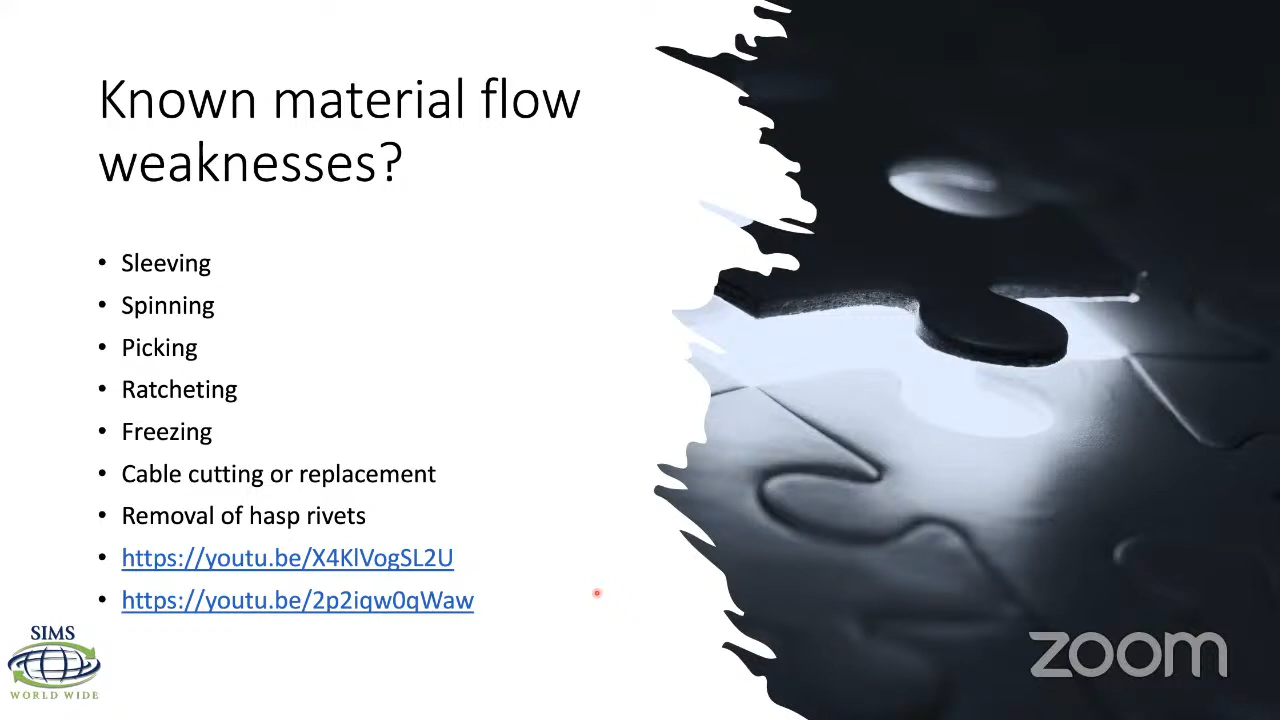 Known material flow
weaknesses?
• Sleeving
• Spinning
• Picking
• Ratcheting
• Freezing
• Cable cutting or replacement
• Removal of hasp rivets
• https://youtu.be/X4KlVogSL2U
• https://youtu.be/2p2iqw0qWaw
SIMS
WORLD WIDE
zoom